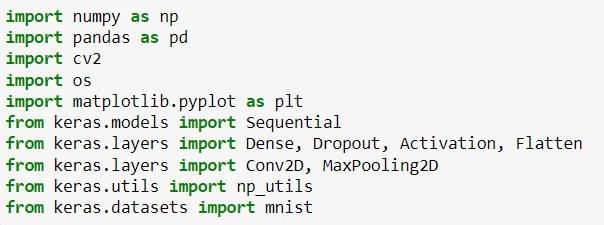 import numpy as np
import pandas as pd
import cv2
import os
import matplotlib.pyplot as plt
from keras.models import Sequential
from keras.layers import Dense, Dropout, Activation, Flatten
from keras.layers import Conv2D, MaxPooling2D
from keras.utils import np_utils
from keras.datasets import mnist